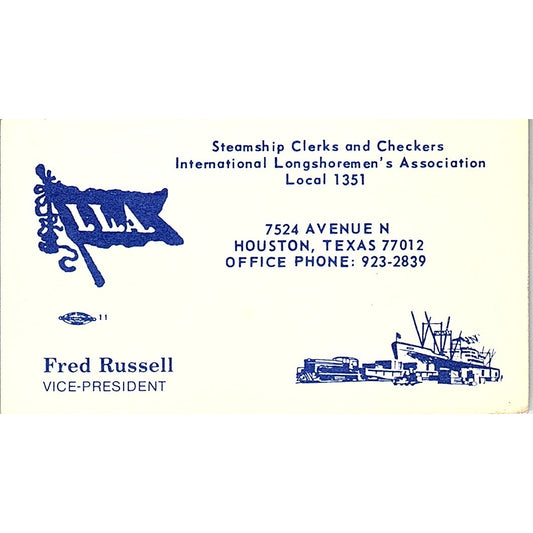 Steamship Clerks and Checkers
International Longshoremen's Association
Local 1351
I.L.A.
7524 AVENUE N
HOUSTON, TEXAS 77012
OFFICE PHONE: 923-2839
11
Fred Russell
VICE-PRESIDENT